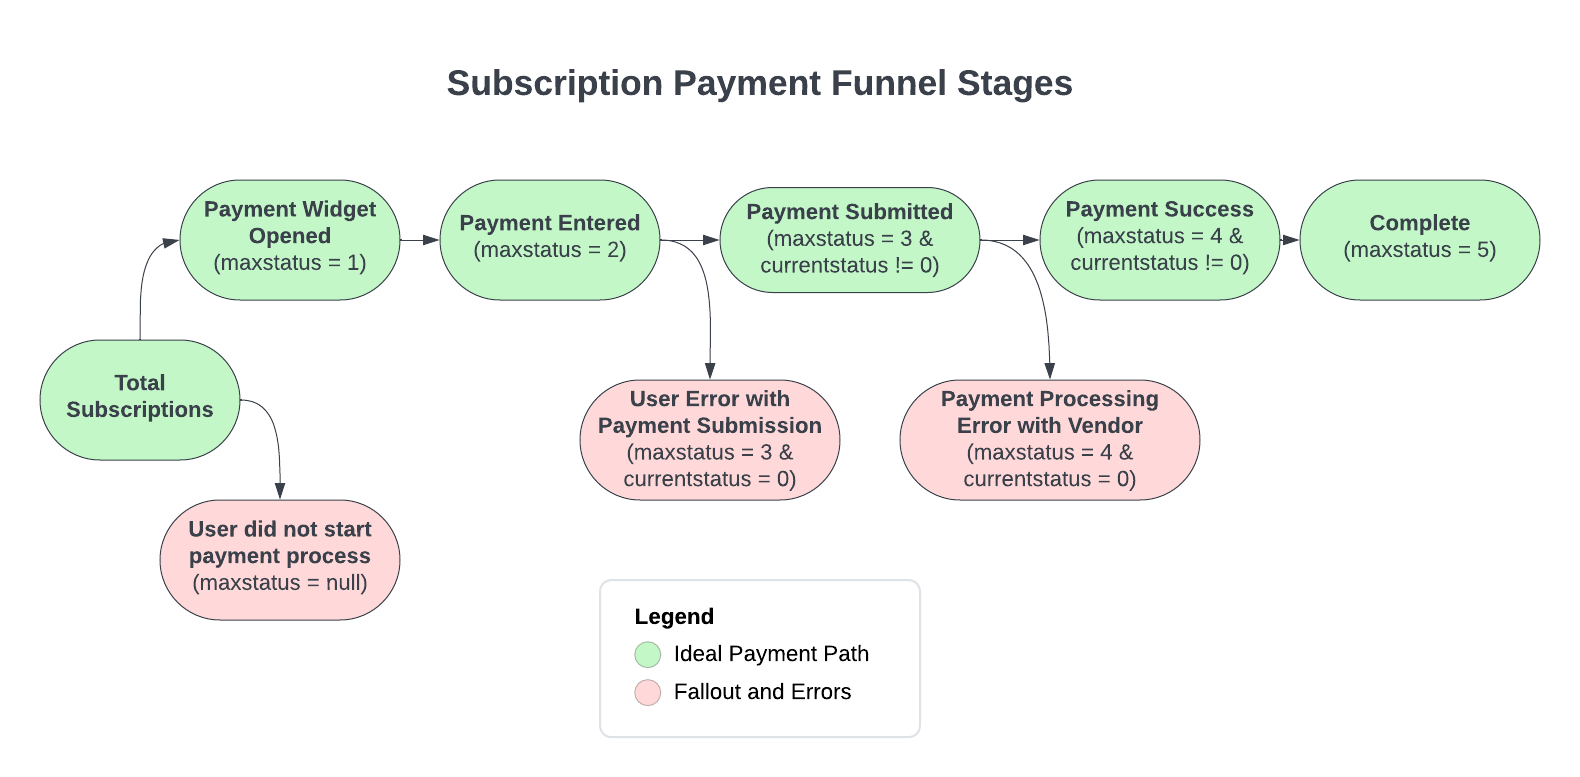 Subscription Payment Funnel Stages
Payment Widget
Opened
(maxstatus = 1)
Payment Entered
(maxstatus = 2)
Payment Submitted
(maxstatus = 3 &
currentstatus != 0)
Payment Success
(maxstatus = 4 &
currentstatus != 0)
Complete
(maxstatus = 5)
Total
Subscriptions
User Error with
Payment Submission
(maxstatus = 3 &
currentstatus = 0)
Payment Processing
Error with Vendor
(maxstatus = 4 &
currentstatus = 0)
User did not start
payment process
(maxstatus = null)
Legend
Ideal Payment Path
Fallout and Errors